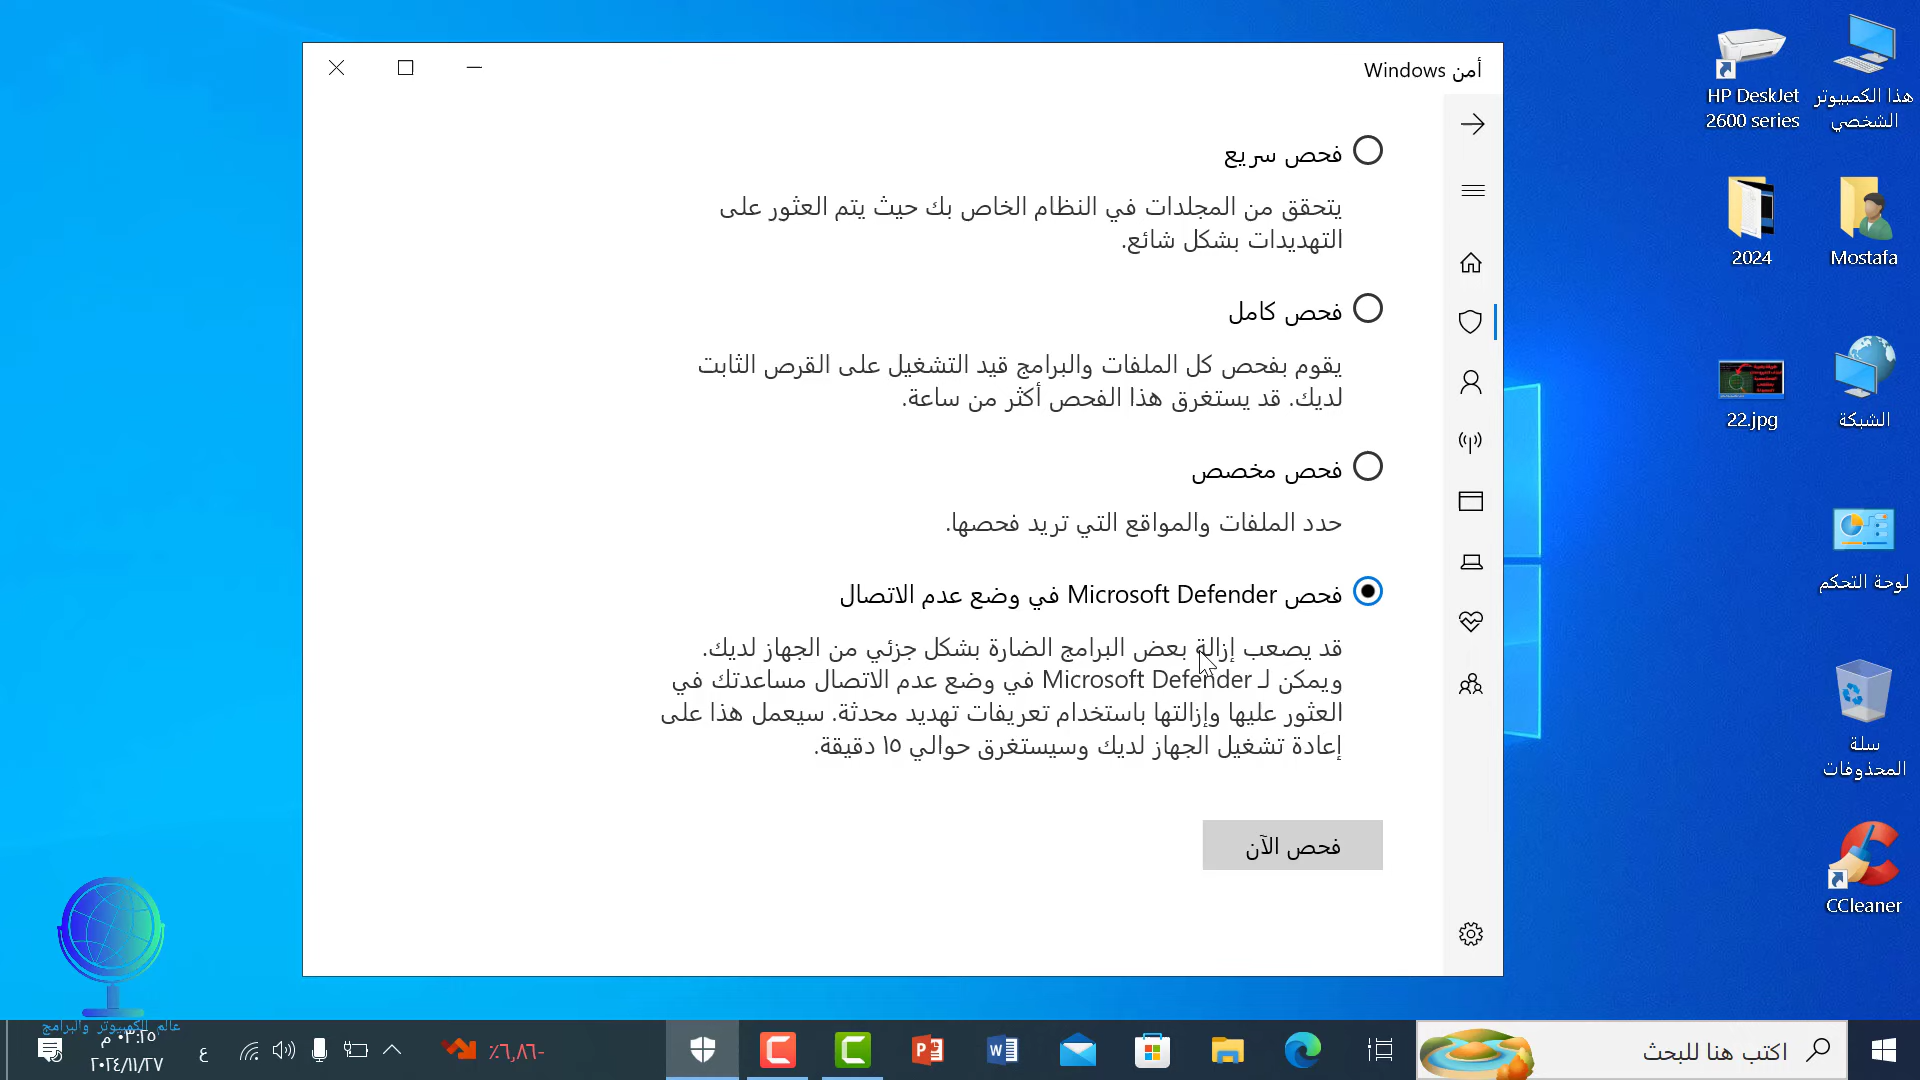 أمن Windows
فحص سريع
يتحقق من المجلدات في النظام الخاص بك حيث يتم العثور على
التهديدات بشكل شائع.
فحص كامل
يقوم بفحص كل الملفات والبرامج قيد التشغيل على القرص الثابت
لديك. قد يستغرق هذا الفحص أكثر من ساعة.
فحص مخصص
حدد الملفات والمواقع التي تريد فحصها.
فحص Microsoft Defender في وضع عدم الاتصال
قد يصعب إزالة بعض البرامج الضارة بشكل جزئي من الجهاز لديك.
ويمكن لـ Microsoft Defender في وضع عدم الاتصال مساعدتك في
العثور عليها وإزالتها باستخدام تعريفات تهديد محدثة. سيعمل هذا على
إعادة تشغيل الجهاز لديك وسيستغرق حوالي ١٥ دقيقة.
فحص الآن
هذا الكمبيوتر
الشخصي
HP DeskJet
2600 series
Mostafa
2024
الشبكة
22.jpg
لوحة التحكم
سلة
المحذوفات
CCleaner
اكتب هنا للبحث
-٦,٨٦٪
ع
عالم الكمبيوتر والبرامج
٠٣:٢٥ م
٢٠٢٤/١١/٢٧